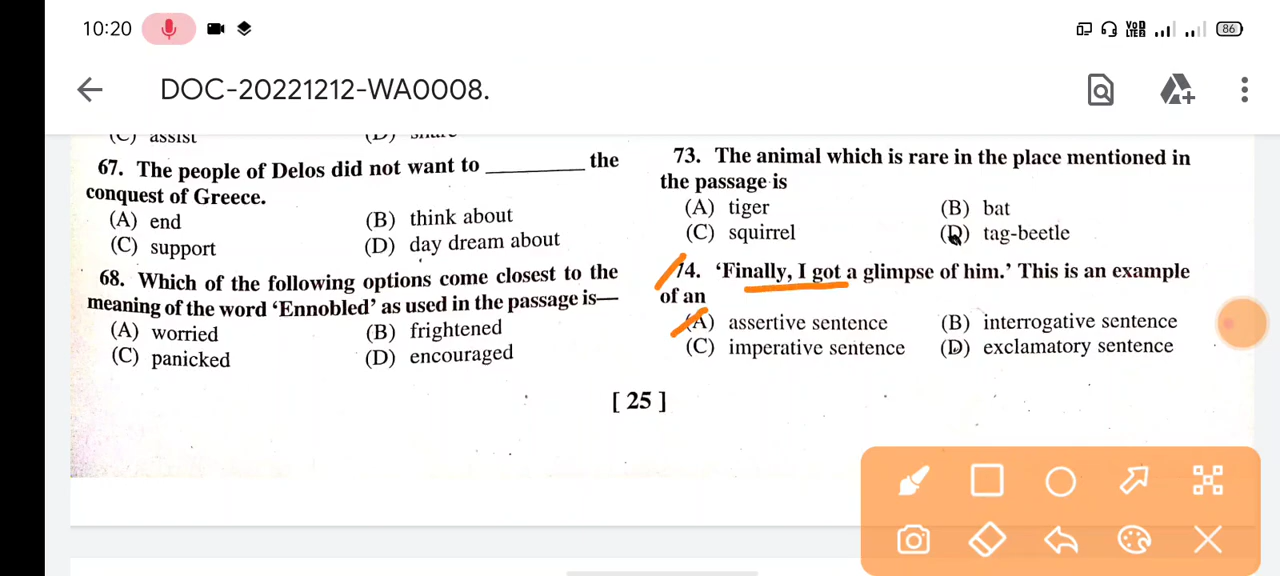 10:20
VoD
LTE
86
DOC-20221212-WA0008.
(C) assist
67. The people of Delos did not want to ________ the
conquest of Greece.
(A) end (B) think about
(C) support (D) day dream about
68. Which of the following options come closest to the
meaning of the word ‘Ennobled’ as used in the passage is—
(A) worried (B) frightened
(C) panicked (D) encouraged
73. The animal which is rare in the place mentioned in
the passage is
(A) tiger (B) bat
(C) squirrel (D) tag-beetle
74. ‘Finally, I got a glimpse of him.’ This is an example
of an
(A) assertive sentence (B) interrogative sentence
(C) imperative sentence (D) exclamatory sentence
[ 25 ]